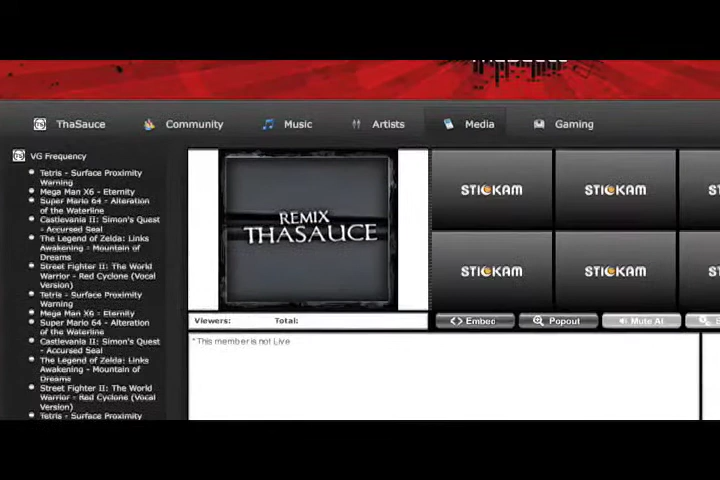 ThaSauce
Community
Music
Artists
Media
Gaming
VG Frequency
Tetris - Surface Proximity
Warning
Mega Man X6 - Eternity
Super Mario 64 - Alteration
of the Waterline
Castlevania II: Simon's Quest
- Accursed Seal
The Legend of Zelda: Links
Awakening - Mountain of
Dreams
Street Fighter II: The World
Warrior - Red Cyclone (Vocal
Version)
Tetris - Surface Proximity
Warning
Mega Man X6 - Eternity
Super Mario 64 - Alteration
of the Waterline
Castlevania II: Simon's Quest
- Accursed Seal
The Legend of Zelda: Links
Awakening - Mountain of
Dreams
Street Fighter II: The World
Warrior - Red Cyclone (Vocal
Version)
Tetris - Surface Proximity
REMIX
THASAUCE
STICKAM
STICKAM
STICKAM
STICKAM
Viewers: Total:
<> Embed
Popout
Mute All
* This member is not Live